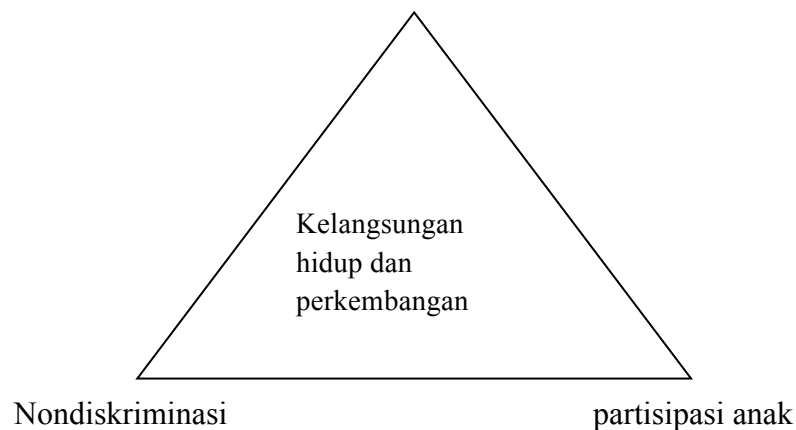 Kelangsungan
hidup dan
perkembangan
Nondiskriminasi
partisipasi anak